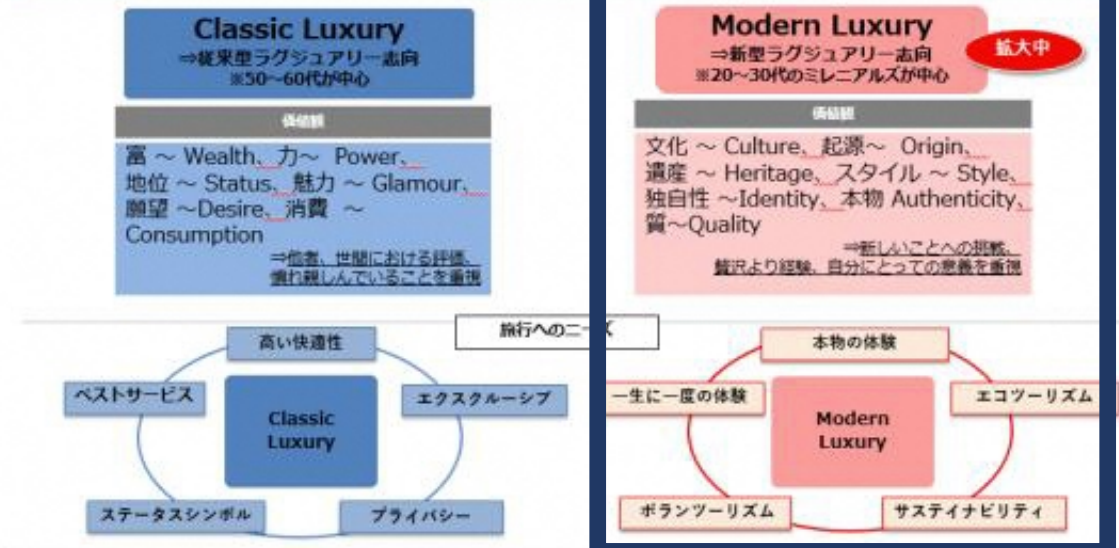 Classic Luxury
⇒従来型ラグジュアリー志向
※50~60代が中心
価値観
富 ~ Wealth、力~ Power、
地位 ~ Status、魅力 ~ Glamour、
願望 ~Desire、消費 ~
Consumption
⇒他者、世間における評価、
慣れ親しんでいることを重視
Modern Luxury
⇒新型ラグジュアリー志向
※20~30代のミレニアルズが中心
拡大中
価値観
文化 ~ Culture、起源~ Origin、
遺産 ~ Heritage、スタイル ~ Style、
独自性 ~Identity、本物 Authenticity、
質~Quality
⇒新しいことへの挑戦、
贅沢より経験、自分にとっての意義を重視
旅行へのニーズ
高い快適性
ベストサービス
エクスクルーシブ
Classic
Luxury
ステータスシンボル
プライバシー
本物の体験
一生に一度の体験
エコツーリズム
Modern
Luxury
ボランツーリズム
サステイナビリティ